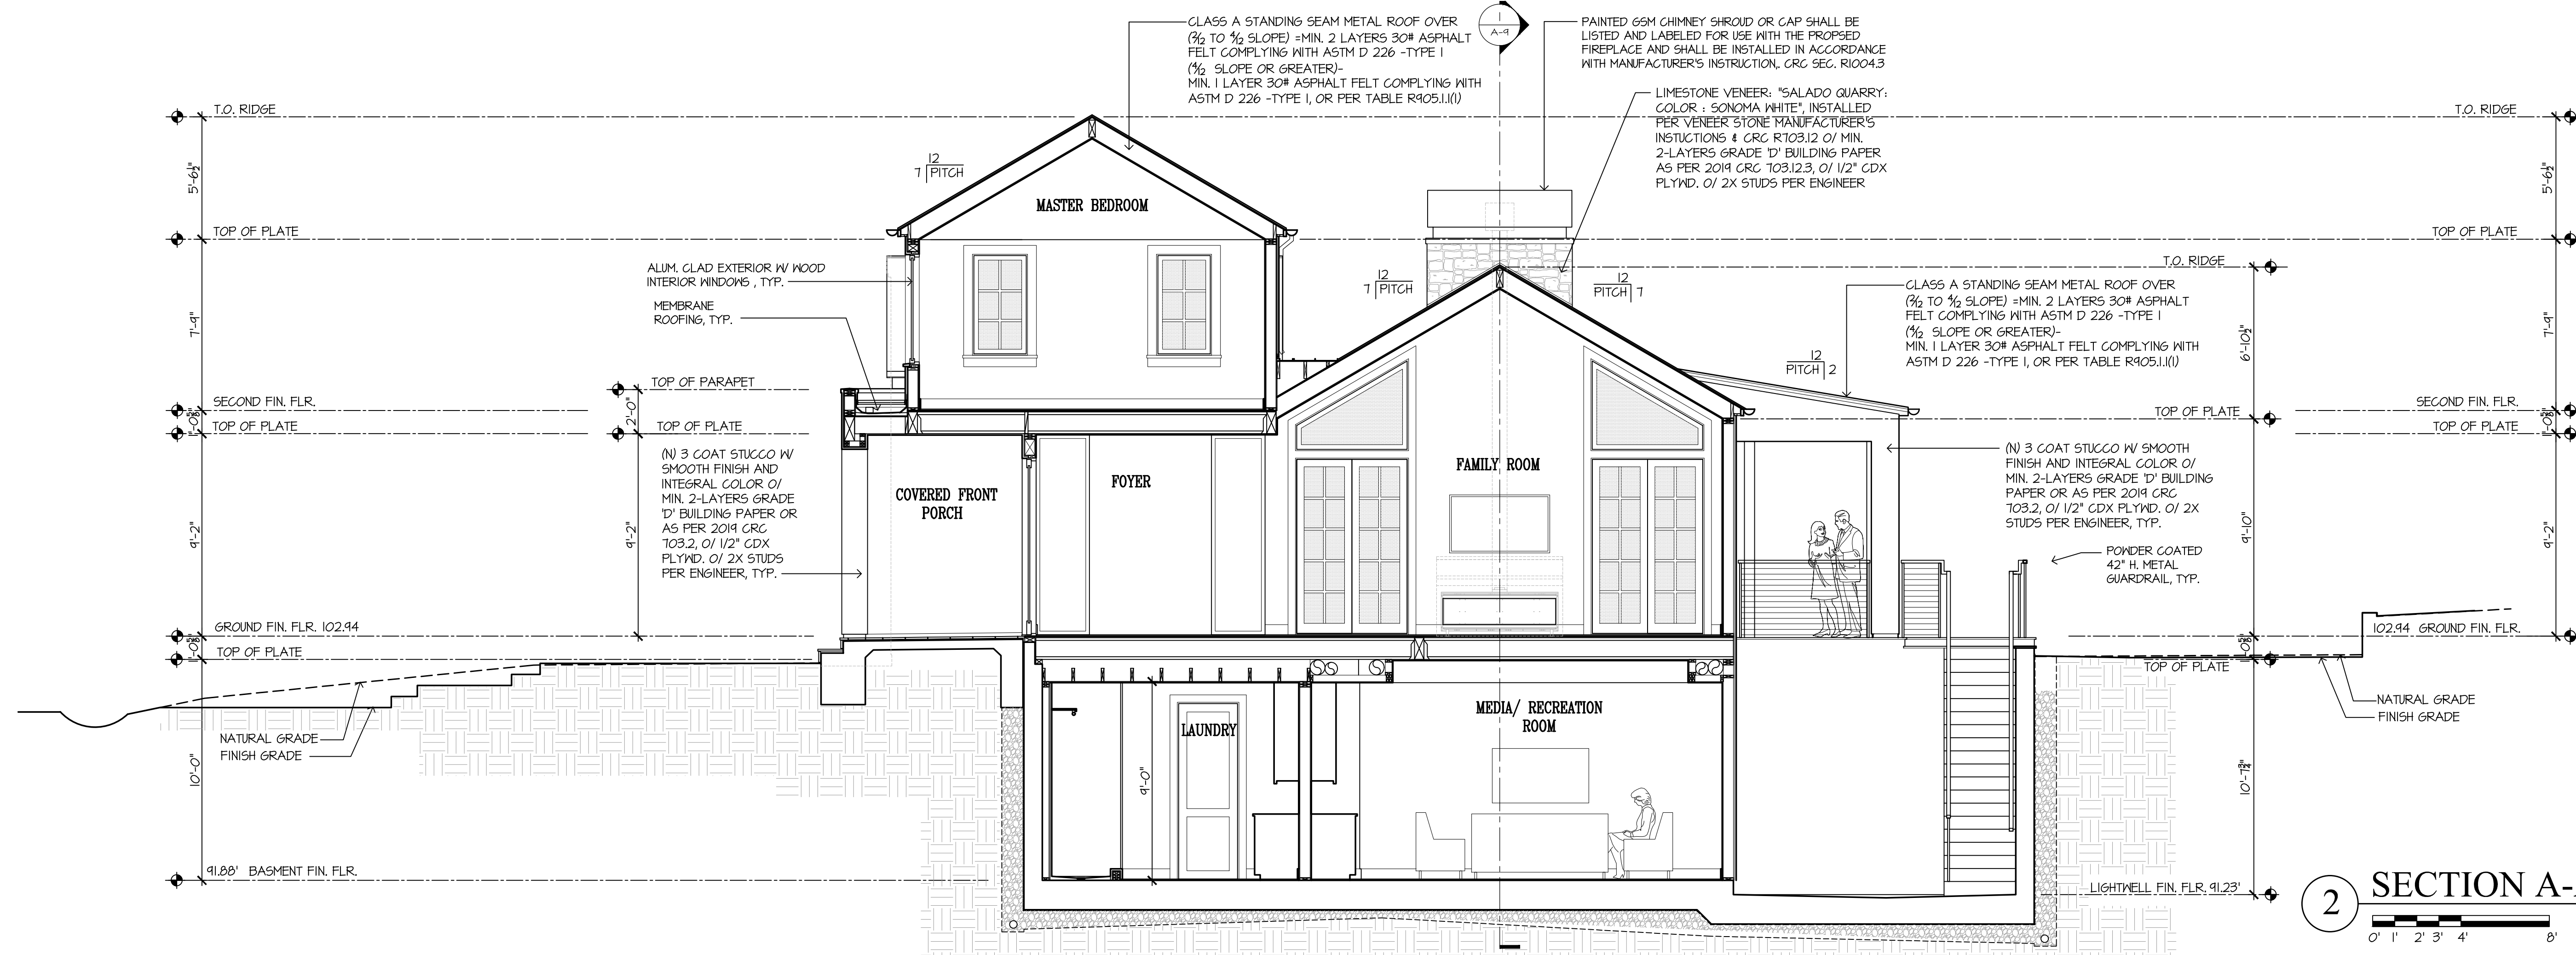 CLASS A STANDING SEAM METAL ROOF OVER
(2/12 TO 4/12 SLOPE) =MIN. 2 LAYERS 30# ASPHALT
FELT COMPLYING WITH ASTM D 226 -TYPE 1
(4/12 SLOPE OR GREATER)-
MIN. 1 LAYER 30# ASPHALT FELT COMPLYING WITH
ASTM D 226 -TYPE 1, OR PER TABLE R905.1.1(1)
A-9
PAINTED GSM CHIMNEY SHROUD OR CAP SHALL BE
LISTED AND LABELED FOR USE WITH THE PROPSED
FIREPLACE AND SHALL BE INSTALLED IN ACCORDANCE
WITH MANUFACTURER'S INSTRUCTION,. CRC SEC. R1004.3
LIMESTONE VENEER: "SALADO QUARRY:
COLOR : SONOMA WHITE", INSTALLED
PER VENEER STONE MANUFACTURER'S
INSTUCTIONS & CRC R703.12 O/ MIN.
2-LAYERS GRADE 'D' BUILDING PAPER
AS PER 2019 CRC 703.12.3, O/ 1/2" CDX
PLYWD. O/ 2X STUDS PER ENGINEER
T.O. RIDGE
T.O. RIDGE
5'-6½"
5'-6½"
12
7 PITCH
MASTER BEDROOM
TOP OF PLATE
TOP OF PLATE
ALUM. CLAD EXTERIOR W/ WOOD
INTERIOR WINDOWS , TYP.
MEMBRANE
ROOFING, TYP.
7'-9"
7'-9"
12
7 PITCH
12
PITCH 7
T.O. RIDGE
CLASS A STANDING SEAM METAL ROOF OVER
(2/12 TO 4/12 SLOPE) =MIN. 2 LAYERS 30# ASPHALT
FELT COMPLYING WITH ASTM D 226 -TYPE 1
(4/12 SLOPE OR GREATER)-
MIN. 1 LAYER 30# ASPHALT FELT COMPLYING WITH
ASTM D 226 -TYPE 1, OR PER TABLE R905.1.1(1)
6'-10½"
12
PITCH 2
TOP OF PARAPET
SECOND FIN. FLR.
SECOND FIN. FLR.
2'-0"
TOP OF PLATE
TOP OF PLATE
TOP OF PLATE
TOP OF PLATE
(N) 3 COAT STUCCO W/
SMOOTH FINISH AND
INTEGRAL COLOR O/
MIN. 2-LAYERS GRADE
'D' BUILDING PAPER OR
AS PER 2019 CRC
703.2, O/ 1/2" CDX
PLYWD. O/ 2X STUDS
PER ENGINEER, TYP.
COVERED FRONT
PORCH
FOYER
FAMILY ROOM
(N) 3 COAT STUCCO W/ SMOOTH
FINISH AND INTEGRAL COLOR O/
MIN. 2-LAYERS GRADE 'D' BUILDING
PAPER OR AS PER 2019 CRC
703.2, O/ 1/2" CDX PLYWD. O/ 2X
STUDS PER ENGINEER, TYP.
9'-2"
9'-2"
9'-10"
9'-2"
POWDER COATED
42" H. METAL
GUARDRAIL, TYP.
GROUND FIN. FLR. 102.94
102.94 GROUND FIN. FLR.
TOP OF PLATE
TOP OF PLATE
NATURAL GRADE
FINISH GRADE
NATURAL GRADE
FINISH GRADE
10'-0"
LAUNDRY
9'-0"
MEDIA/ RECREATION
ROOM
10'-7¾"
91.88' BASMENT FIN. FLR.
LIGHTWELL FIN. FLR. 91.23'
2
SECTION A-
0' 1' 2' 3' 4' 8'